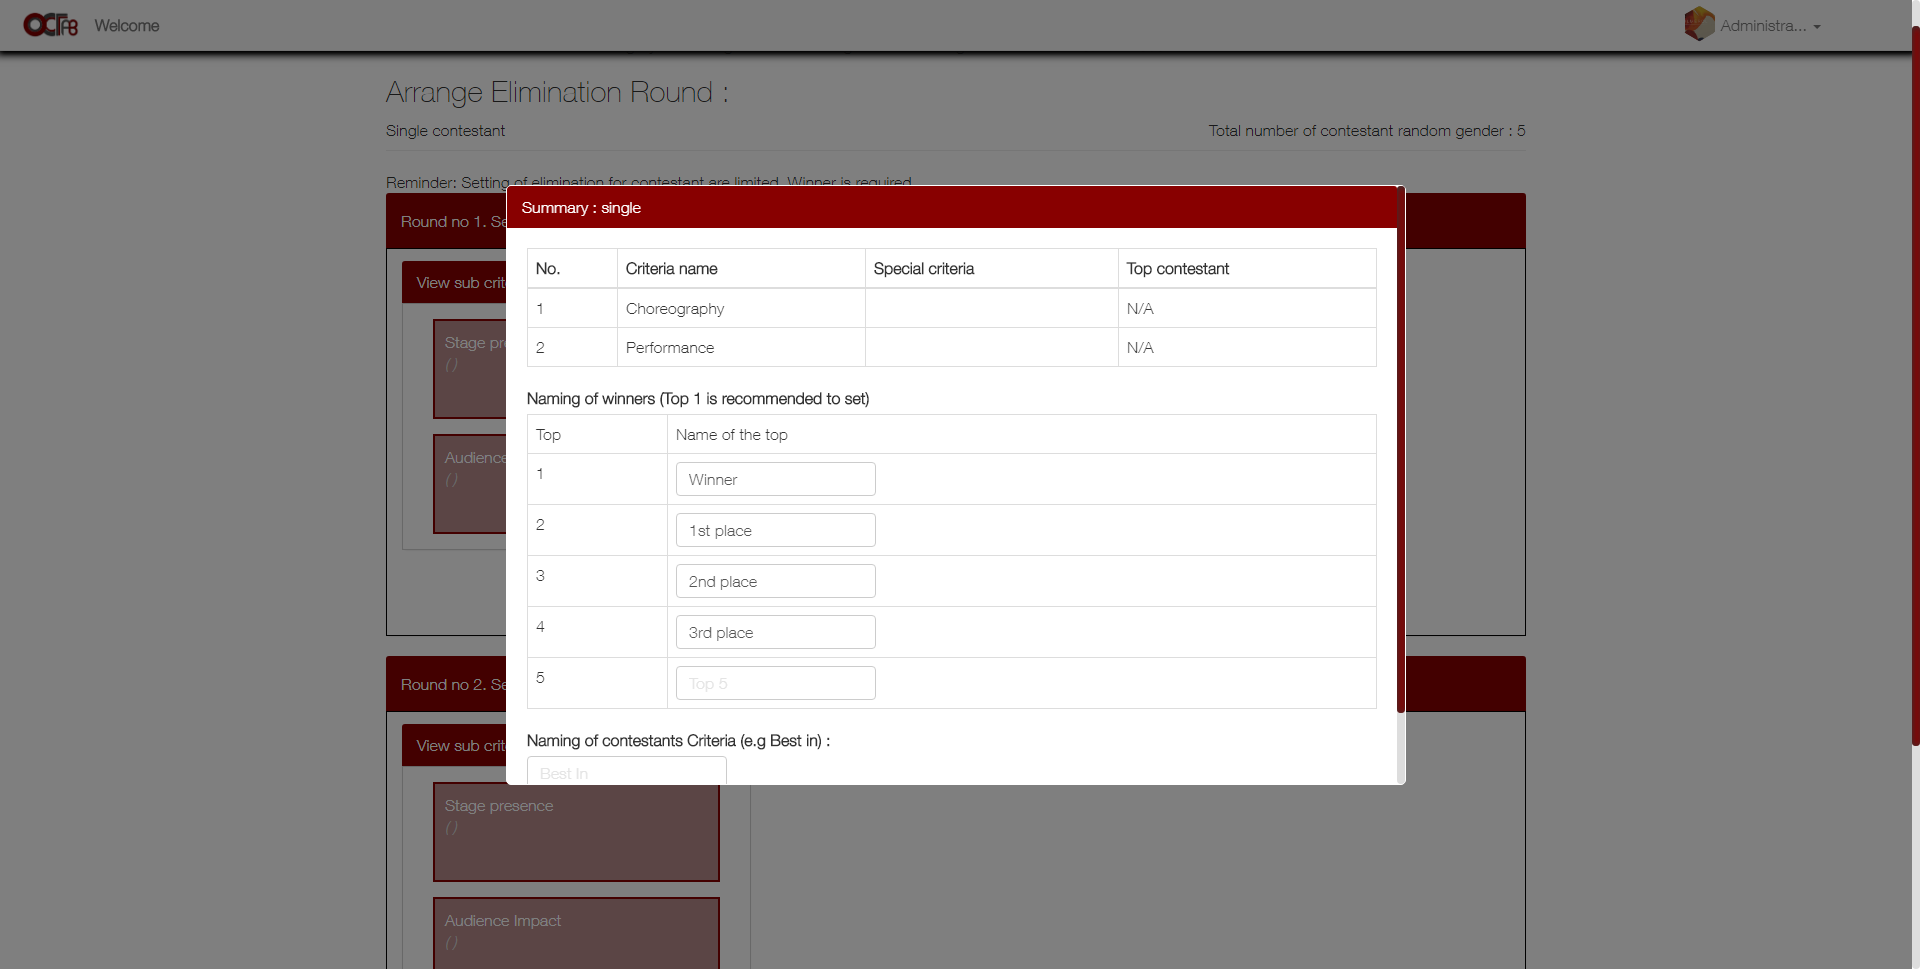 OCTAB Welcome
Administra...
Arrange Elimination Round :
Single contestant
Total number of contestant random gender : 5
Reminder: Setting of elimination for contestant are limited. Winner is required
Round no 1. Se
View sub crit
Stage pre
( )
Audience
( )
Summary : single
No. Criteria name Special criteria Top contestant
1 Choreography N/A
2 Performance N/A
Naming of winners (Top 1 is recommended to set)
Top Name of the top
1 Winner
2 1st place
3 2nd place
4 3rd place
5 Top 5
Naming of contestants Criteria (e.g Best in) :
Best In
Round no 2. Se
View sub crit
Stage presence
( )
Audience Impact
( )